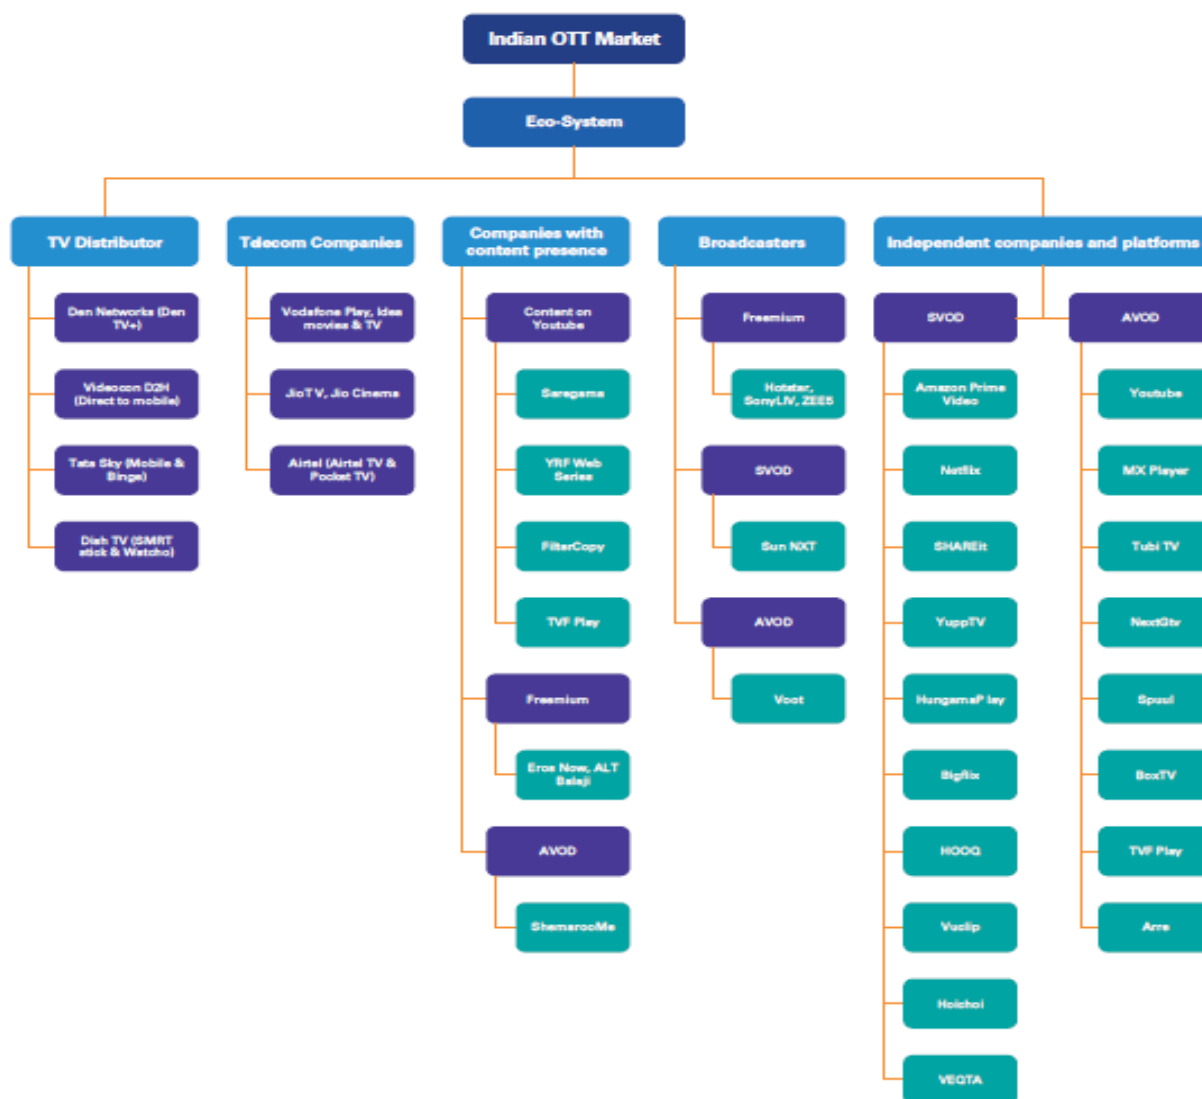 Indian OTT Market
Eco-System
TV Distributor
Telecom Companies
Companies with
content presence
Broadcasters
Independent companies and platforms
Den Networks (Den
TV+)
Videocon D2H
(Direct to mobile)
Tata Sky (Mobile &
Binge)
Dish TV (SMRT
stick & Watcho)
Vodafone Play, Idea
movies & TV
JioTV, Jio Cinema
Airtel (Airtel TV &
Pocket TV)
Content on
Youtube
Saregama
YRF Web
Series
FilterCopy
TVF Play
Freemium
Eros Now, ALT
Balaji
AVOD
ShemarooMe
Freemium
Hotstar,
SonyLIV, ZEE5
SVOD
Sun NXT
AVOD
Voot
SVOD
Amazon Prime
Video
Netflix
SHAREit
YuppTV
HungamaPlay
Bigflix
HOOQ
Vuclip
Hoichoi
VEQTA
AVOD
Youtube
MX Player
Tubi TV
NextGtv
Spuul
BoxTV
TVF Play
Arre